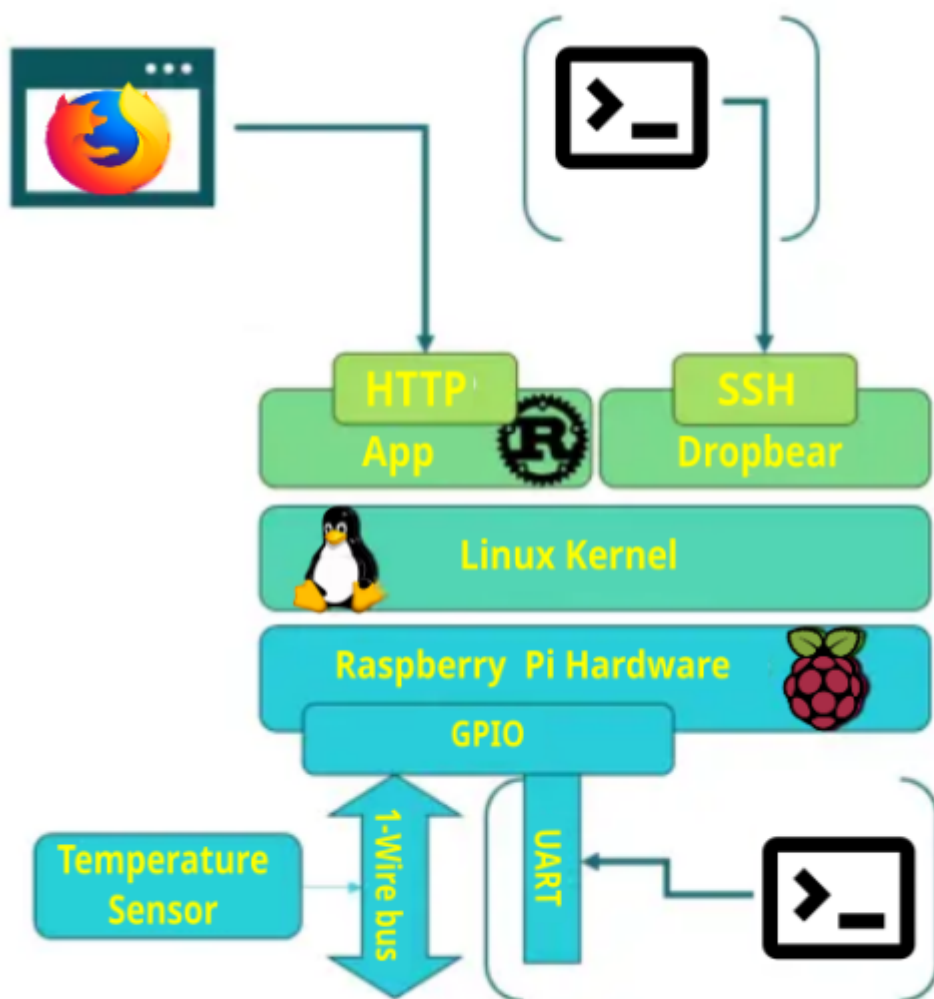 HTTP
SSH
App
R
Dropbear
Linux Kernel
Raspberry Pi Hardware
GPIO
1-Wire bus
UART
Temperature
Sensor